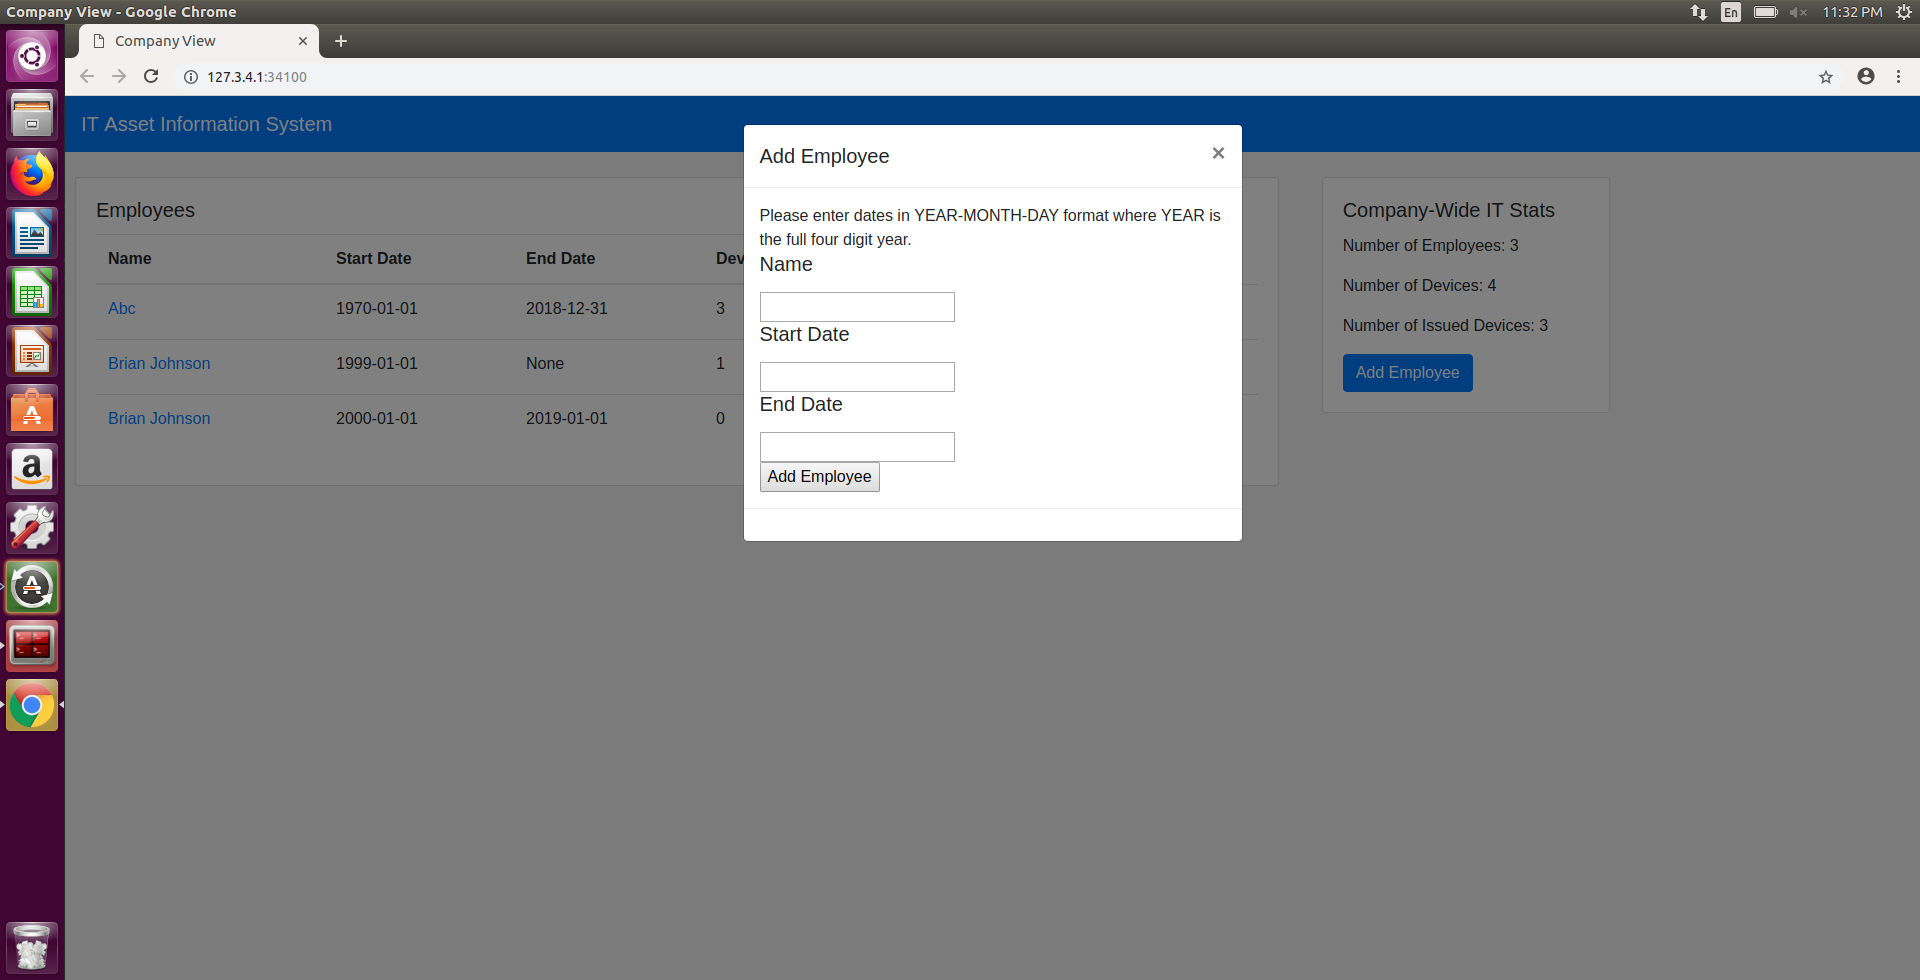 Company View - Google Chrome
En
11:32 PM
Company View
127.3.4.1:34100
IT Asset Information System
Employees
Name Start Date End Date Dev
Abc 1970-01-01 2018-12-31 3
Brian Johnson 1999-01-01 None 1
Brian Johnson 2000-01-01 2019-01-01 0
Add Employee
×
Please enter dates in YEAR-MONTH-DAY format where YEAR is
the full four digit year.
Name
Start Date
End Date
Add Employee
Company-Wide IT Stats
Number of Employees: 3
Number of Devices: 4
Number of Issued Devices: 3
Add Employee